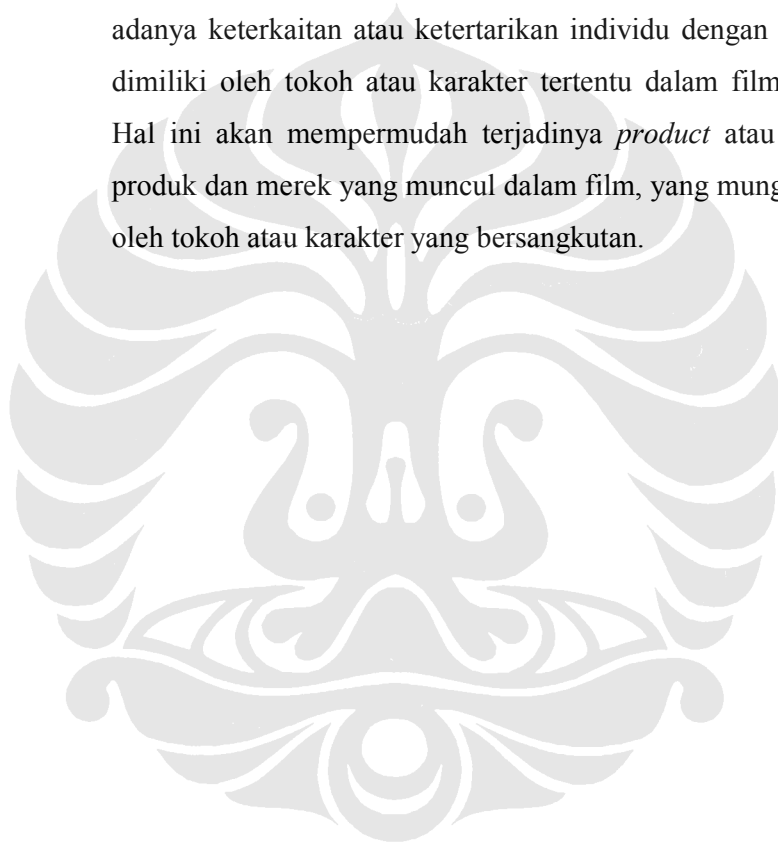 adanya keterkaitan atau ketertarikan individu dengan
dimiliki oleh tokoh atau karakter tertentu dalam film
Hal ini akan mempermudah terjadinya product atau
produk dan merek yang muncul dalam film, yang mung
oleh tokoh atau karakter yang bersangkutan.